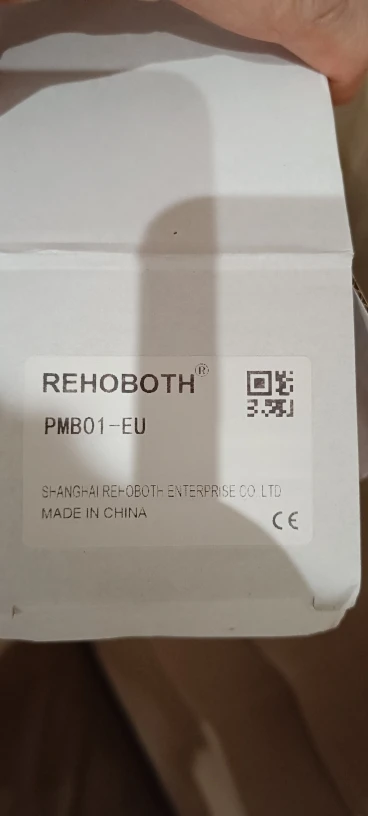 REHOBOTH®
PMB01-EU
SHANGHAI REHOBOTH ENTERPRISE CO LTD
MADE IN CHINA
CE